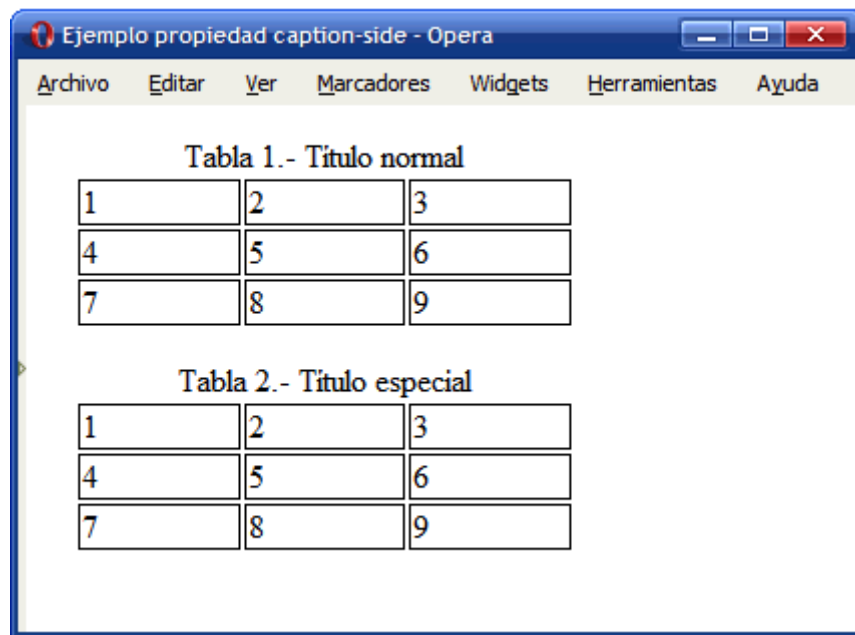 Ejemplo propiedad caption-side - Opera
Archivo Editar Ver Marcadores Widgets Herramientas Ayuda
Tabla 1.- Título normal
1 2 3
4 5 6
7 8 9
Tabla 2.- Título especial
1 2 3
4 5 6
7 8 9